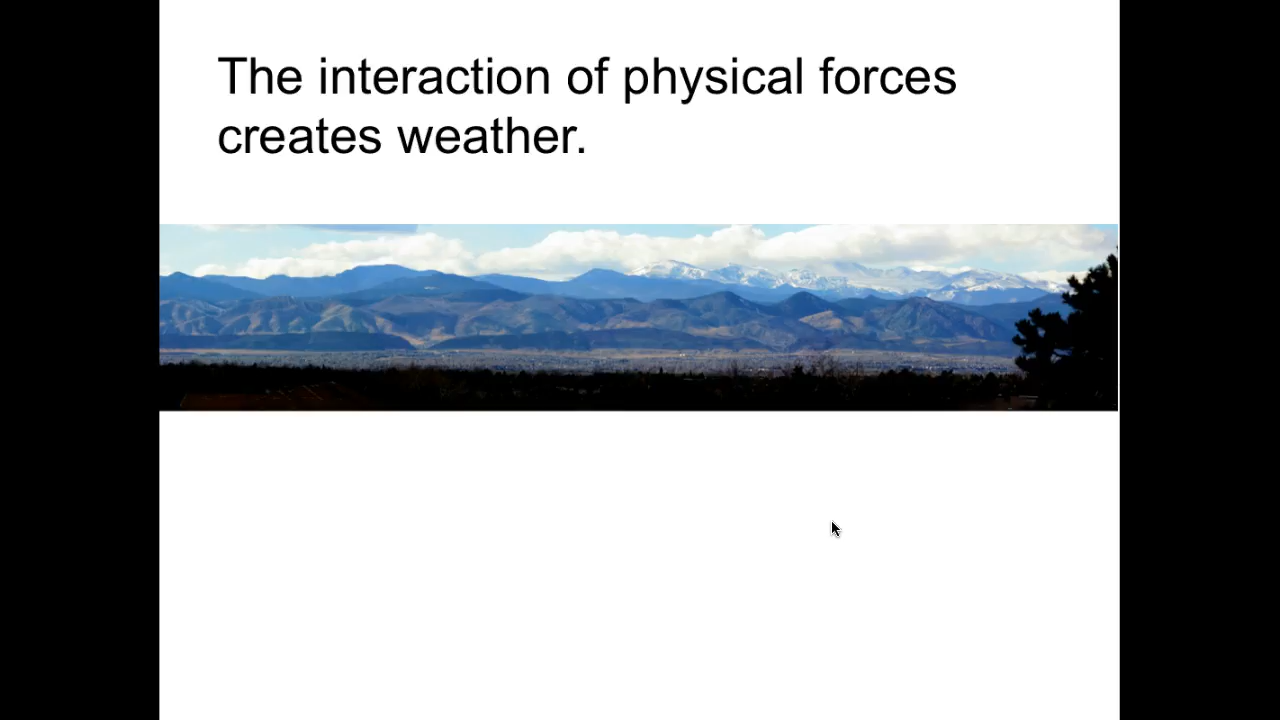 The interaction of physical forces
creates weather.